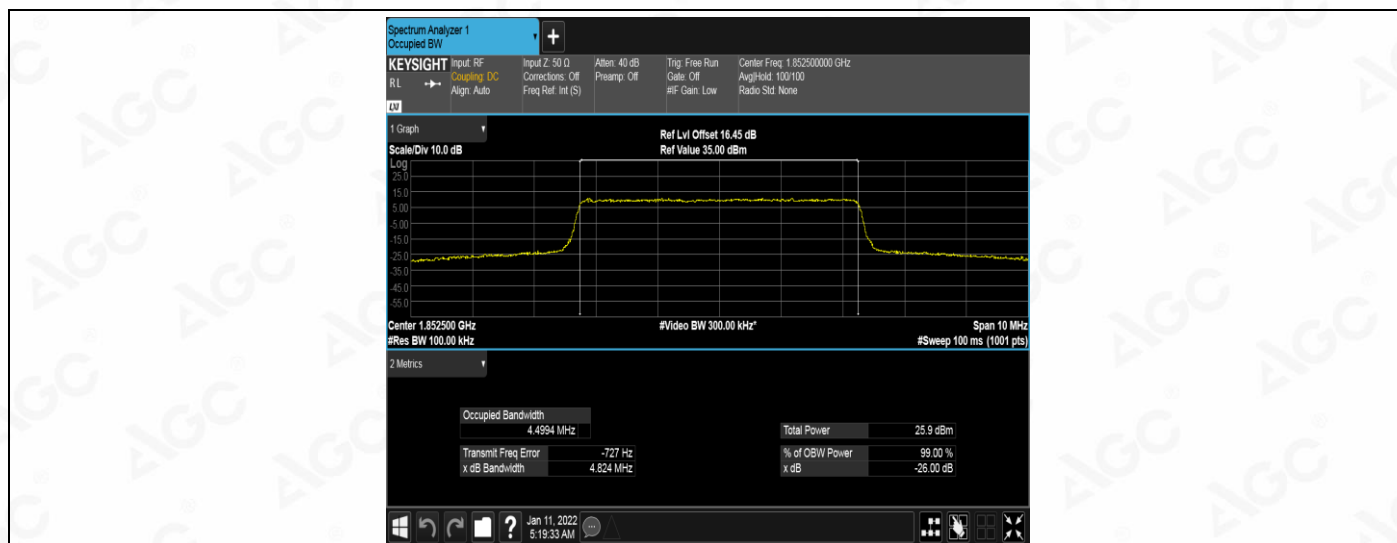 Spectrum Analyzer 1
Occupied BW
+
KEYSIGHT
R L
LXI
Input: RF
Coupling: DC
Align: Auto
Input Z: 50 Ω
Corrections: Off
Freq Ref: Int (S)
Atten: 40 dB
Preamp: Off
Trig: Free Run
Gate: Off
#IF Gain: Low
Center Freq: 1.852500000 GHz
Avg|Hold: 100/100
Radio Std: None
1 Graph
Scale/Div 10.0 dB
Ref Lvl Offset 16.45 dB
Ref Value 35.00 dBm
Log
25.0
15.0
5.00
-5.00
-15.0
-25.0
-35.0
-45.0
-55.0
Center 1.852500 GHz
#Video BW 300.00 kHz*
Span 10 MHz
#Res BW 100.00 kHz
#Sweep 100 ms (1001 pts)
2 Metrics
Occupied Bandwidth
4.4994 MHz
Total Power 25.9 dBm
Transmit Freq Error -727 Hz
% of OBW Power 99.00 %
x dB Bandwidth 4.824 MHz
x dB -26.00 dB
?
Jan 11, 2022
5:19:33 AM
AGC